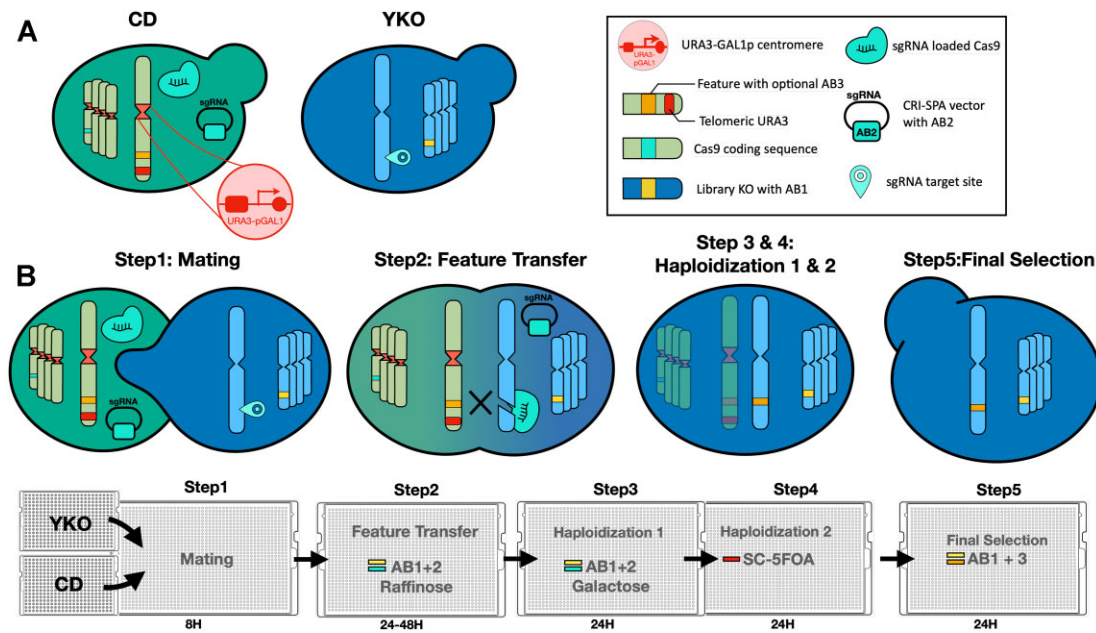 A
CD
YKO
URA3-pGAL1
URA3-
pGAL1
URA3-GAL1p centromere
Feature with optional AB3
Telomeric URA3
Cas9 coding sequence
Library KO with AB1
sgRNA loaded Cas9
sgRNA
AB2
CRI-SPA vector
with AB2
sgRNA target site
B
Step1: Mating
Step2: Feature Transfer
Step 3 & 4:
Haploidization 1 & 2
Step5:Final Selection
sgRNA
sgRNA
sgRNA
YKO
CD
Step1
Mating
8H
Step2
Feature Transfer
AB1+2
Raffinose
24-48H
Step3
Haploidization 1
AB1+2
Galactose
24H
Step4
Haploidization 2
SC-5FOA
24H
Step5
Final Selection
AB1 + 3
24H